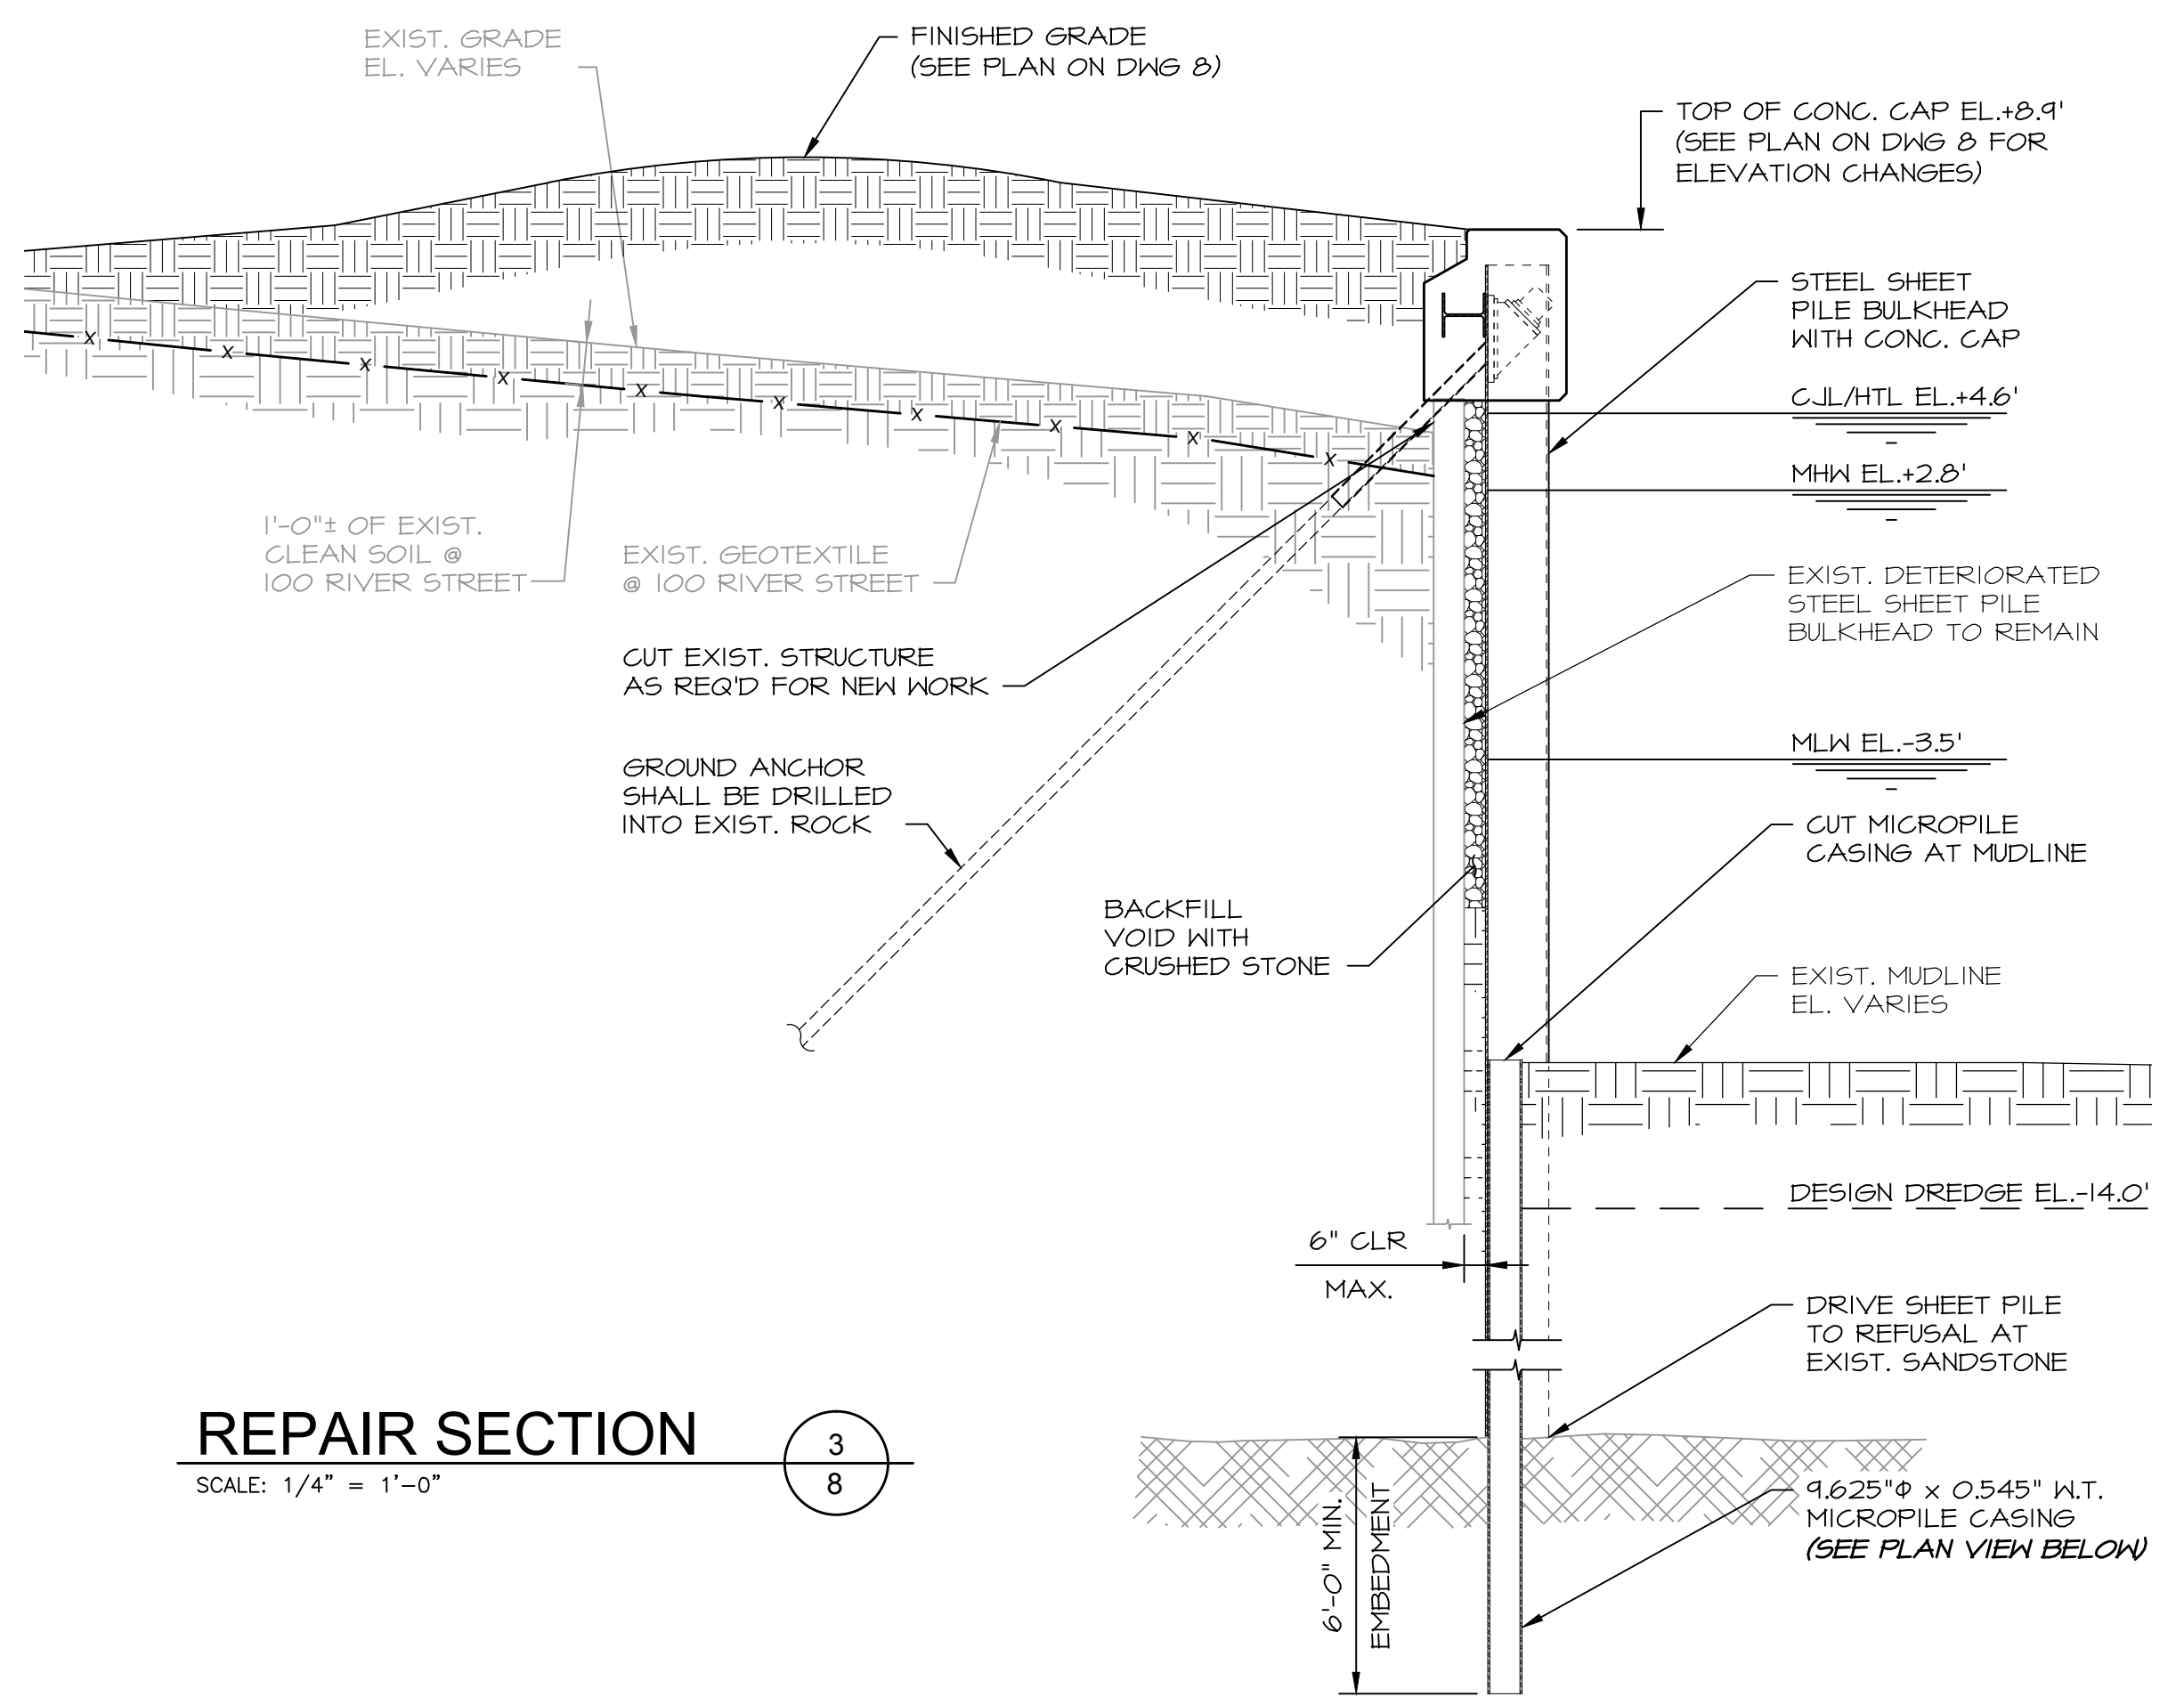 EXIST. GRADE
EL. VARIES
FINISHED GRADE
(SEE PLAN ON DWG 8)
TOP OF CONC. CAP EL.+8.9'
(SEE PLAN ON DWG 8 FOR
ELEVATION CHANGES)
STEEL SHEET
PILE BULKHEAD
WITH CONC. CAP
CJL/HTL EL.+4.6'
MHW EL.+2.8'
1'-0"± OF EXIST.
CLEAN SOIL @
100 RIVER STREET
EXIST. GEOTEXTILE
@ 100 RIVER STREET
EXIST. DETERIORATED
STEEL SHEET PILE
BULKHEAD TO REMAIN
CUT EXIST. STRUCTURE
AS REQ'D FOR NEW WORK
MLW EL.-3.5'
GROUND ANCHOR
SHALL BE DRILLED
INTO EXIST. ROCK
CUT MICROPILE
CASING AT MUDLINE
BACKFILL
VOID WITH
CRUSHED STONE
EXIST. MUDLINE
EL. VARIES
DESIGN DREDGE EL.-14.0'
6" CLR
MAX.
DRIVE SHEET PILE
TO REFUSAL AT
EXIST. SANDSTONE
9.625"Φ x 0.545" W.T.
MICROPILE CASING
(SEE PLAN VIEW BELOW)
6'-0" MIN.
EMBEDMENT
REPAIR SECTION
SCALE: 1/4" = 1'-0"
3
8
x x x x x x x x x x